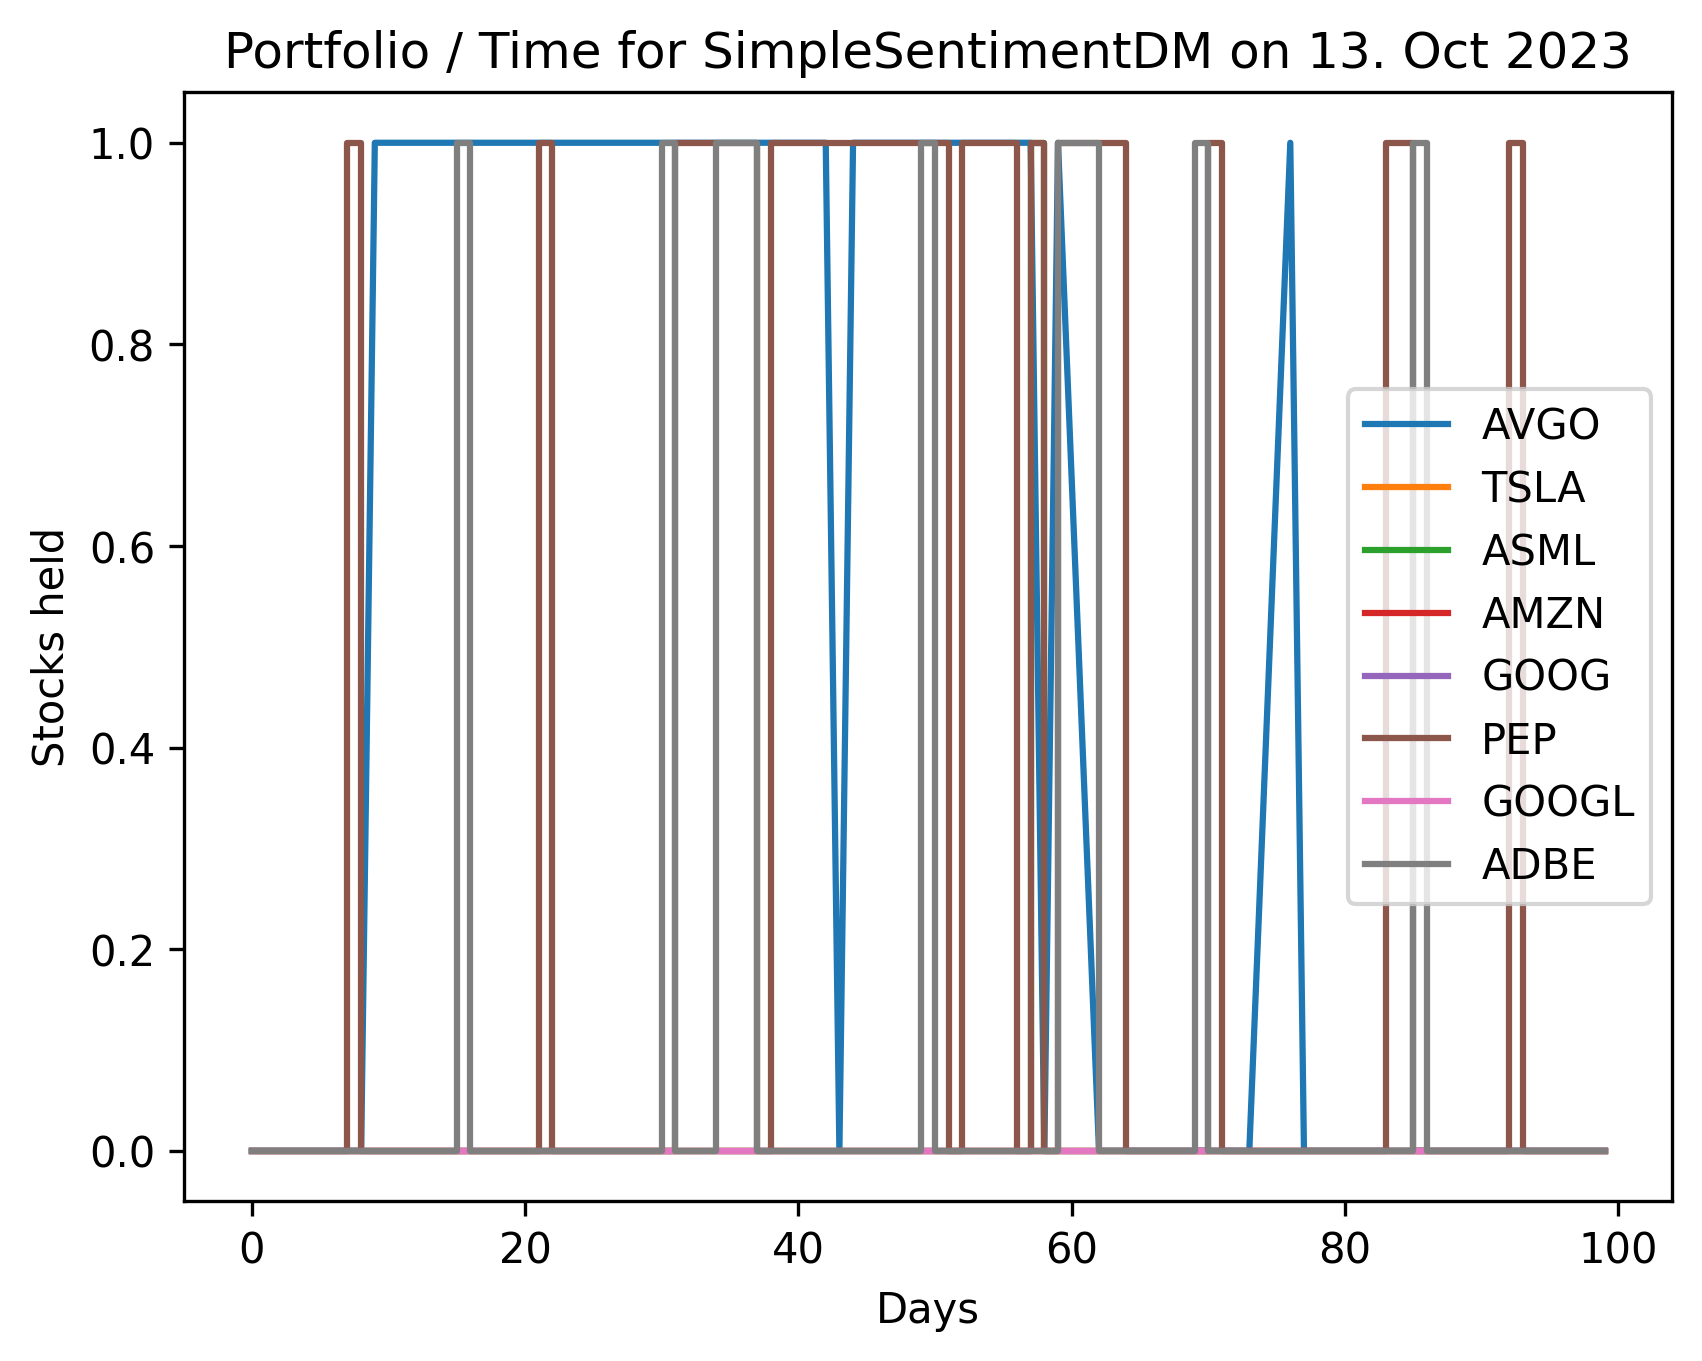 Portfolio / Time for SimpleSentimentDM on 13. Oct 2023
1.0
0.8
0.6
0.4
0.2
0.0
Stocks held
AVGO
TSLA
ASML
AMZN
GOOG
PEP
GOOGL
ADBE
0 20 40 60 80 100
Days